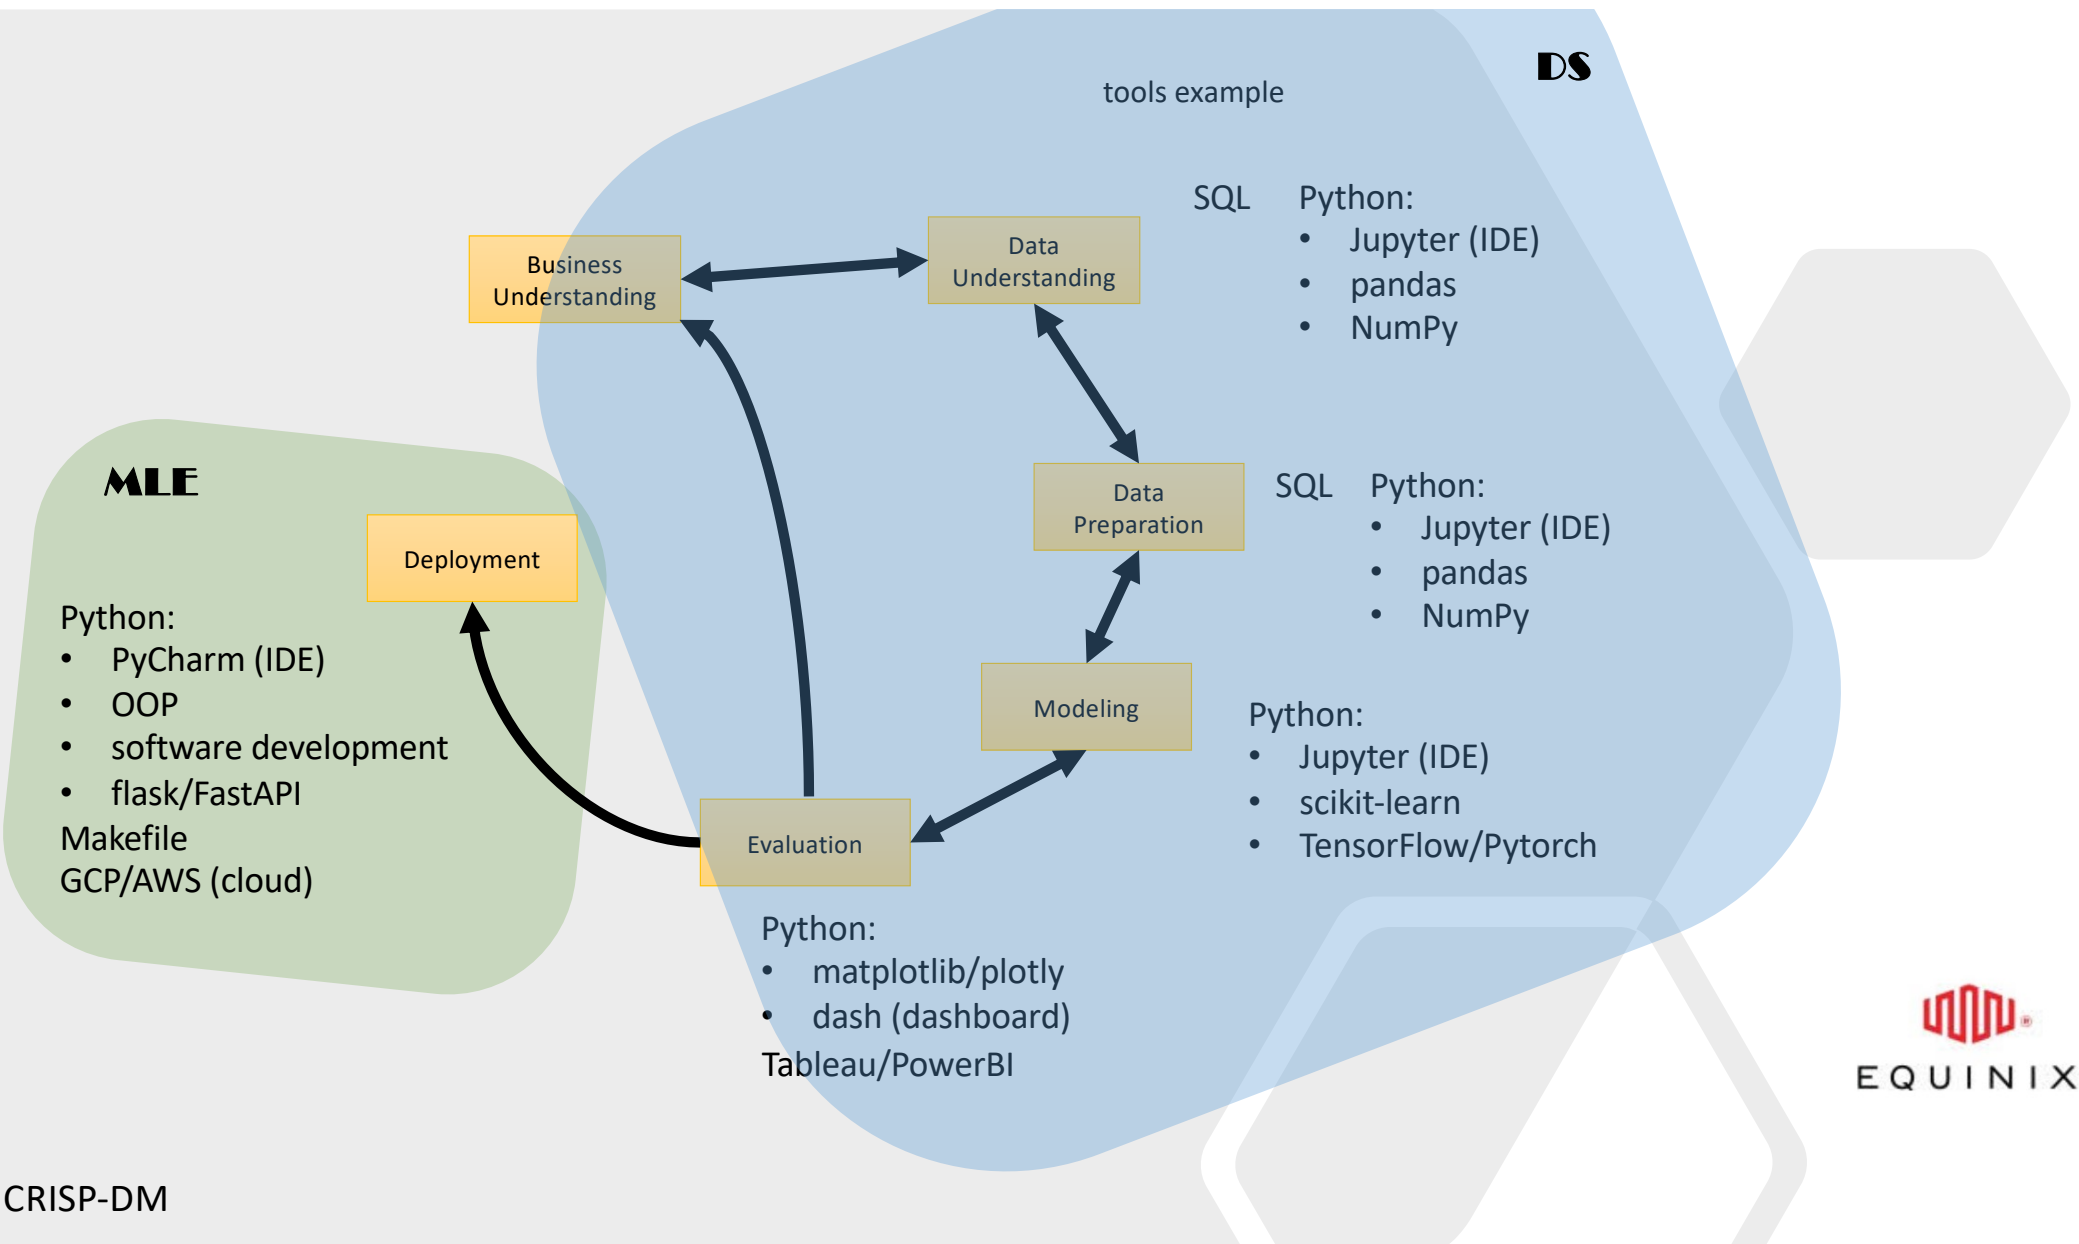 DS
tools example
Business
Understanding
Data
Understanding
SQL
Python:
• Jupyter (IDE)
• pandas
• NumPy
Data
Preparation
SQL
Python:
• Jupyter (IDE)
• pandas
• NumPy
Modeling
Python:
• Jupyter (IDE)
• scikit-learn
• TensorFlow/Pytorch
Evaluation
Python:
• matplotlib/plotly
• dash (dashboard)
Tableau/PowerBI
MLE
Deployment
Python:
• PyCharm (IDE)
• OOP
• software development
• flask/FastAPI
Makefile
GCP/AWS (cloud)
EQUINIX
CRISP-DM